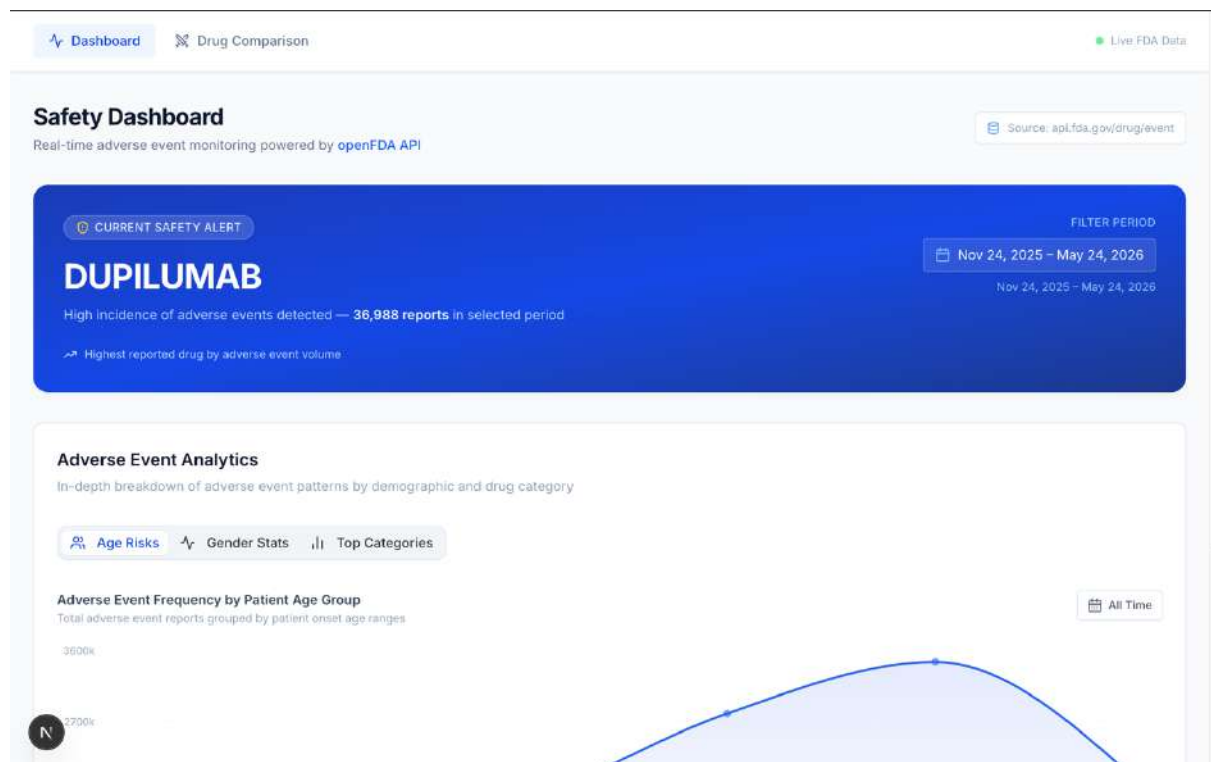 Dashboard
Drug Comparison
Live FDA Data
Safety Dashboard
Real-time adverse event monitoring powered by openFDA API
Source: api.fda.gov/drug/event
CURRENT SAFETY ALERT
FILTER PERIOD
DUPILUMAB
Nov 24, 2025 – May 24, 2026
Nov 24, 2025 – May 24, 2026
High incidence of adverse events detected — 36,988 reports in selected period
Highest reported drug by adverse event volume
Adverse Event Analytics
In-depth breakdown of adverse event patterns by demographic and drug category
Age Risks
Gender Stats
Top Categories
Adverse Event Frequency by Patient Age Group
Total adverse event reports grouped by patient onset age ranges
All Time
3600k
2700k
N